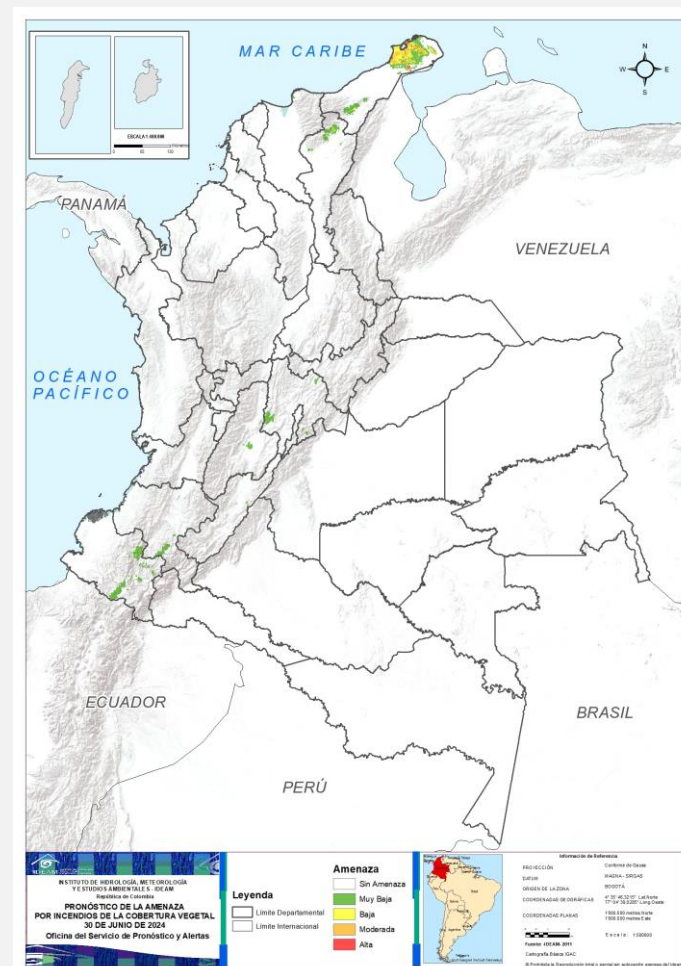 MAR CARIBE
N
W
E
S
ESCALA 1:
PANAMÁ
VENEZUELA
OCÉANO
PACÍFICO
ECUADOR
BRASIL
PERÚ
INSTITUTO DE HIDROLOGÍA, METEOROLOGÍA
Y ESTUDIOS AMBIENTALES - IDEAM
República de Colombia
PRONÓSTICO DE LA AMENAZA
POR INCENDIOS DE LA COBERTURA VEGETAL
30 DE JUNIO DE 2024
Oficina del Servicio de Pronóstico y Alertas
Leyenda
Límite Departamental
Límite Internacional
Amenaza
Sin Amenaza
Muy Baja
Baja
Moderada
Alta
Información de Referencia
PROYECCIÓN
Conforme de Gauss
DATUM
MAGNA - SIRGAS
ORIGEN DE LA ZONA
BOGOTÁ
COORDENADAS GEOGRÁFICAS
COORDENADAS PLANAS
Fuente: IDEAM - 2011
Cartografía Básica IGAC